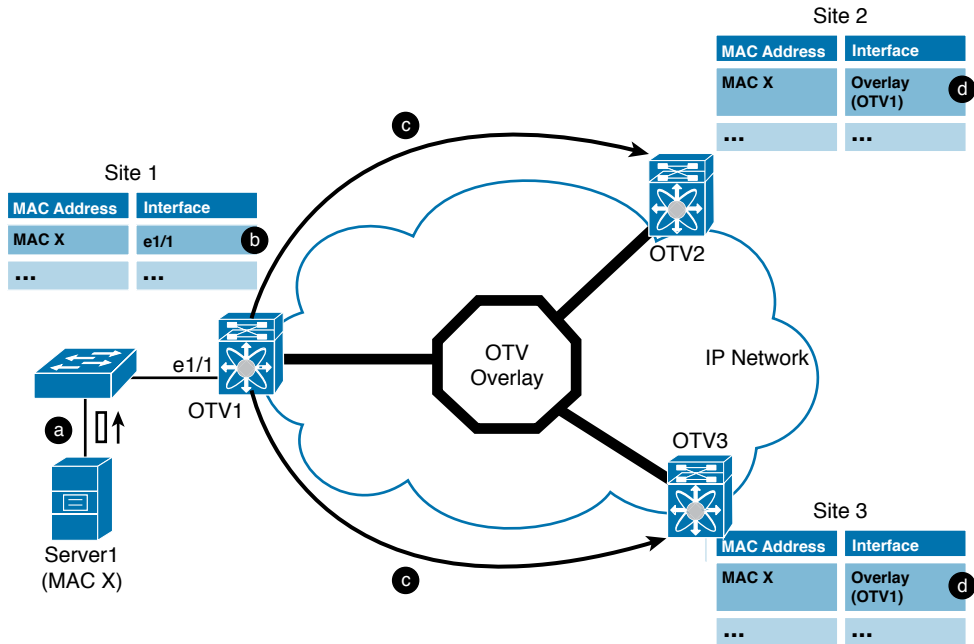 Site 2
MAC Address Interface
MAC X Overlay
(OTV1)
d
... ...
c
Site 1
MAC Address Interface
MAC X e1/1 b
... ...
OTV2
OTV
Overlay
IP Network
e1/1
OTV1
a
OTV3
Server1
(MAC X)
c
Site 3
MAC Address Interface
MAC X Overlay
(OTV1)
d
... ...